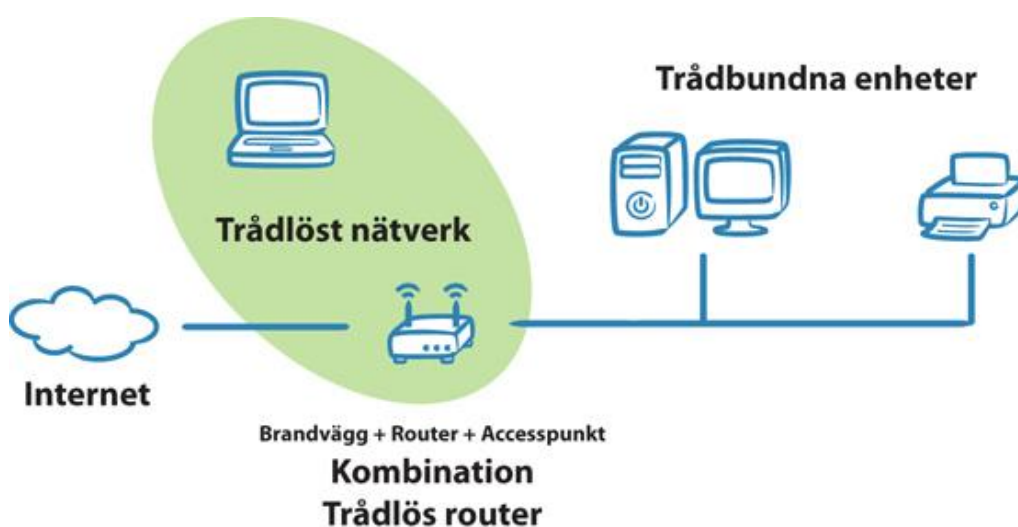 Trådbundna enheter
Trådlöst nätverk
Internet
Brandvägg + Router + Accesspunkt
Kombination
Trådlös router